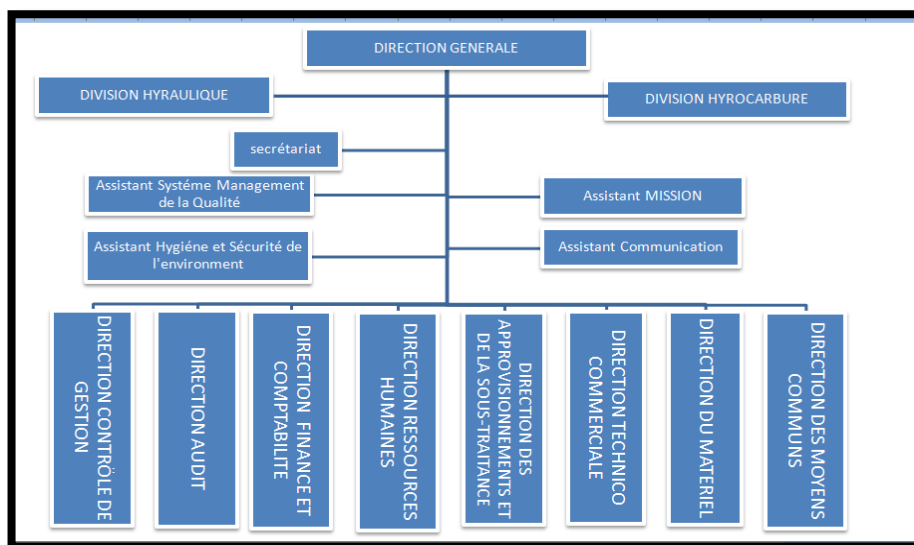 DIRECTION GENERALE
DIVISION HYRAULIQUE
DIVISION HYROCARBURE
secrétariat
Assistant Systéme Management
de la Qualité
Assistant MISSION
Assistant Hygiéne et Sécurité de
l'environment
Assistant Communication
DIRECTION CONTRÖLE DE
GESTION
DIRECTION AUDIT
DIRECTION FINANCE ET
COMPTABILITE
DIRECTION RESSOURCES
HUMAINES
DIRECTION DES
APPROVISIONNEMENTS ET
DE LA SOUS-TRAITANCE
DIRECTION TECHNICO
COMMERCIALE
DIRECTION DU MATERIEL
DIRECTION DES MOYENS
COMMUNS